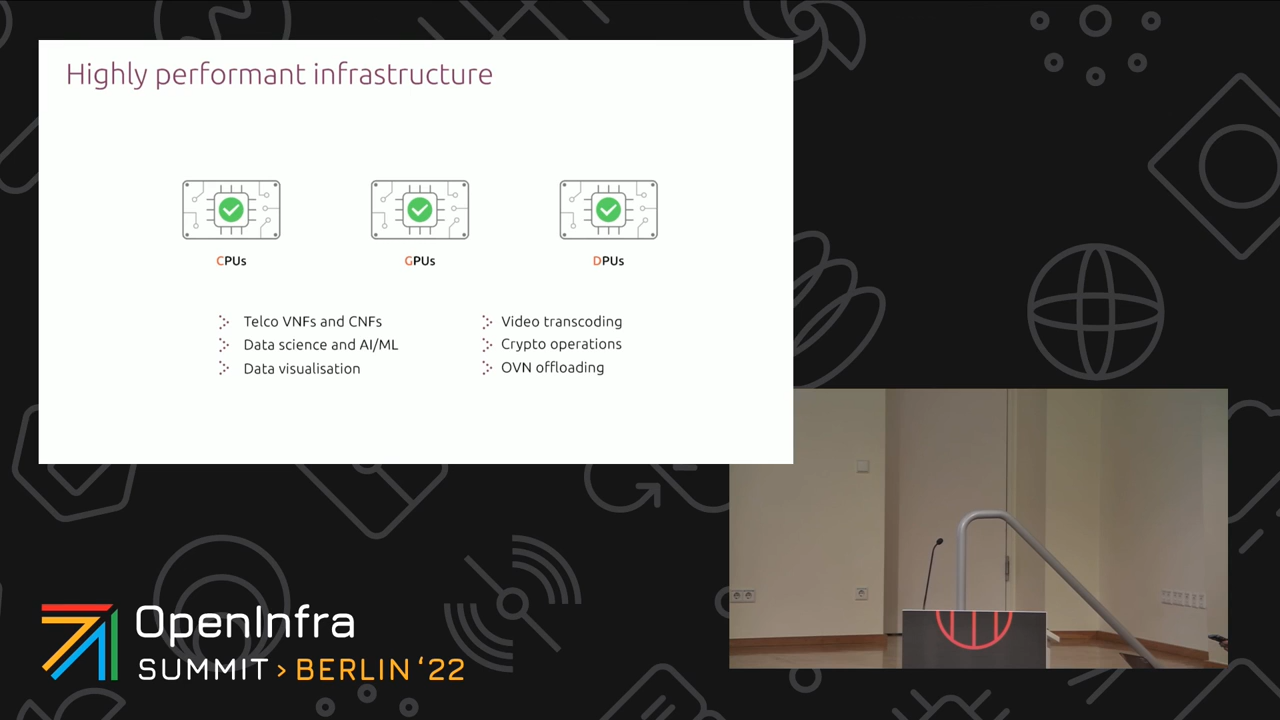 Highly performant infrastructure
CPUs
GPUs
DPUs
Telco VNFs and CNFs
Data science and AI/ML
Data visualisation
Video transcoding
Crypto operations
OVN offloading
OpenInfra
SUMMIT > BERLIN ‘22